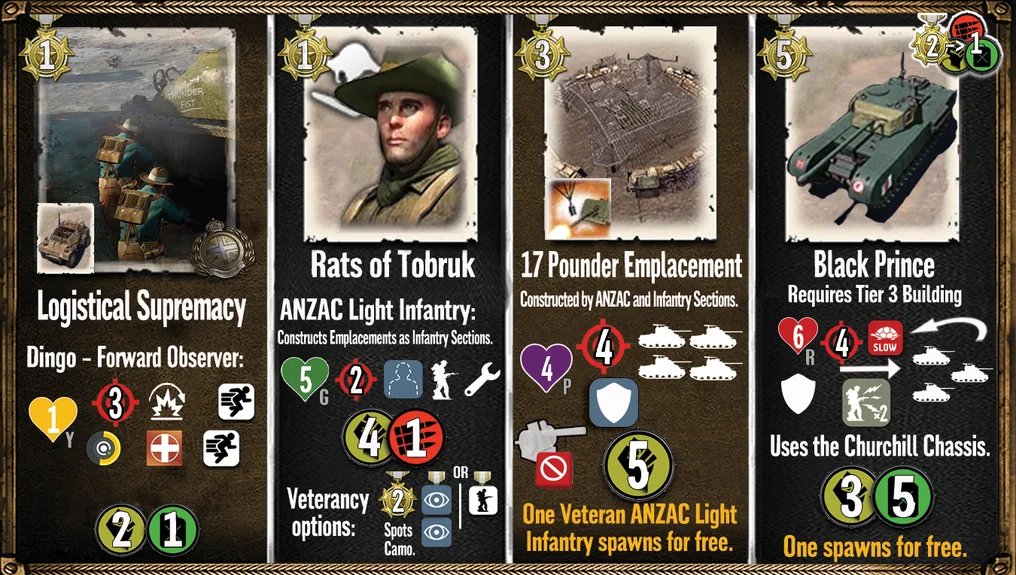 1
THUNDER
FIST
Logistical Supremacy
Dingo – Forward Observer:
1
Y
3
2
1
1
Rats of Tobruk
ANZAC Light Infantry:
Constructs Emplacements as Infantry Sections.
5
G
2
4
1
Veterancy
options:
2
Spots
Camo.
OR
3
17 Pounder Emplacement
Constructed by ANZAC and Infantry Sections.
4
P
4
5
One Veteran ANZAC Light
Infantry spawns for free.
5
2->1
Black Prince
Requires Tier 3 Building
6
R
4
SLOW
x2
Uses the Churchill Chassis.
3
5
One spawns for free.